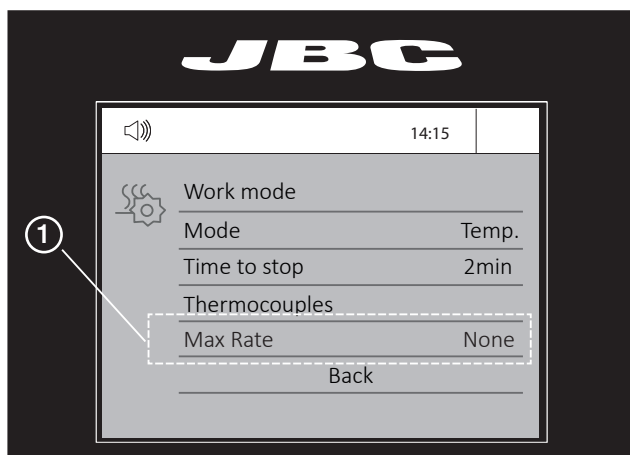 JBC
14:15
Work mode
Mode Temp.
Time to stop 2min
Thermocouples
1
Max Rate None
Back